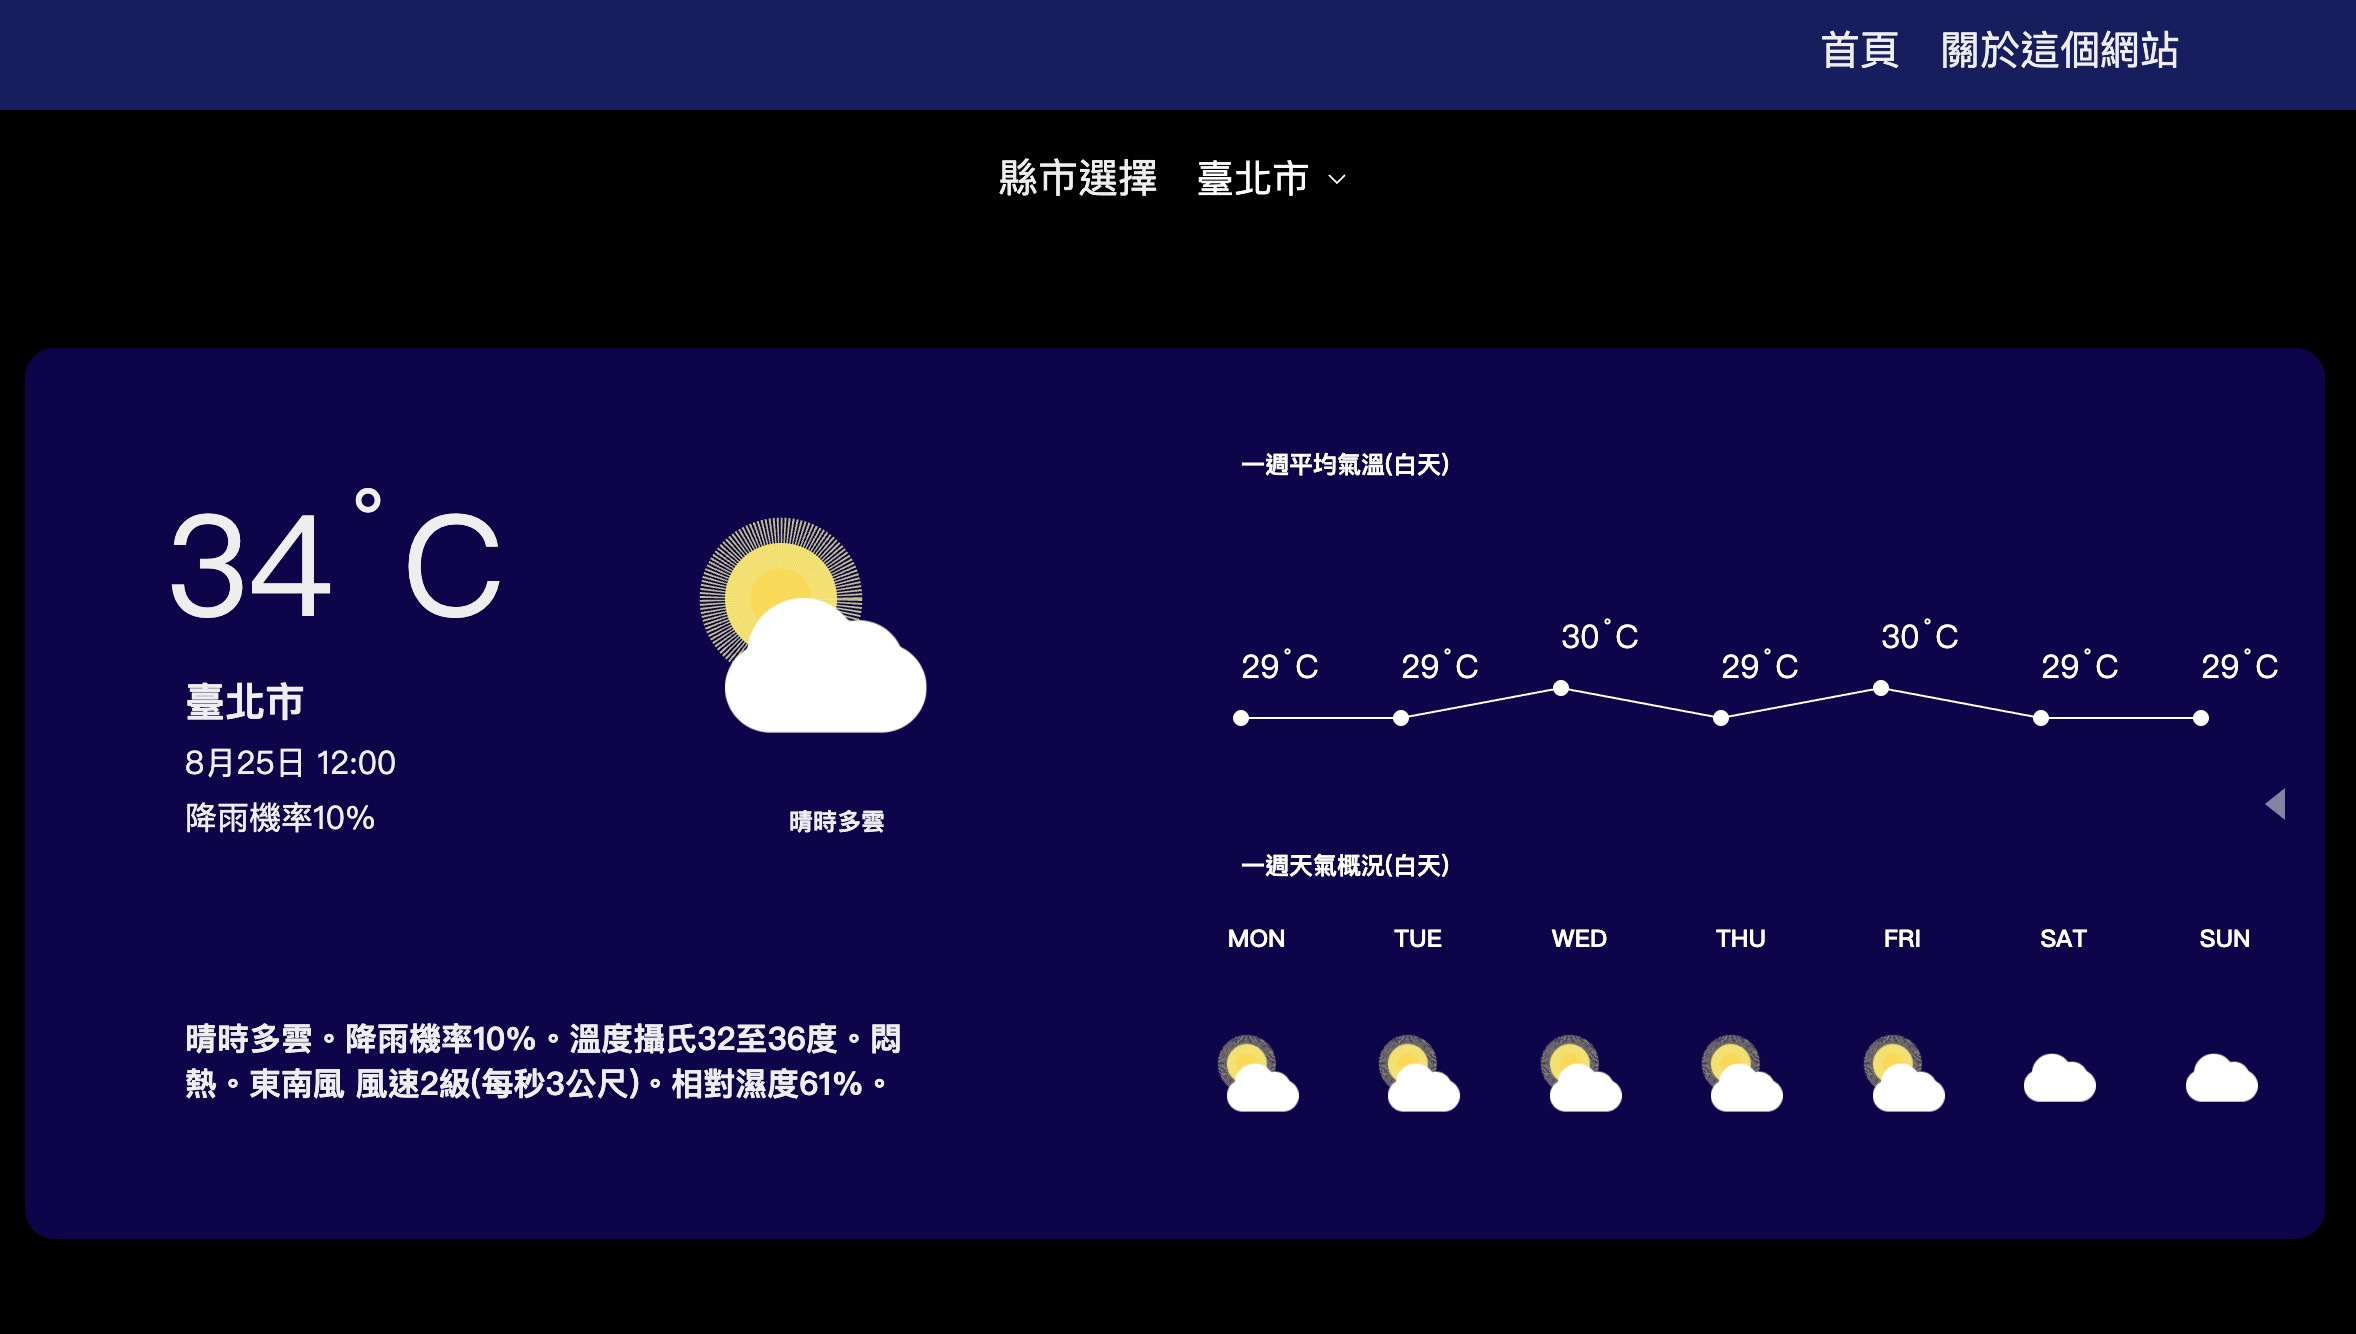 首頁 關於這個網站
縣市選擇 臺北市
34°C
臺北市
8月25日 12:00
降雨機率10%
晴時多雲
晴時多雲。降雨機率10%。溫度攝氏32至36度。悶
熱。東南風 風速2級(每秒3公尺)。相對濕度61%。
一週平均氣溫(白天)
29°C 29°C 30°C 29°C 30°C 29°C 29°C
一週天氣概況(白天)
MON TUE WED THU FRI SAT SUN